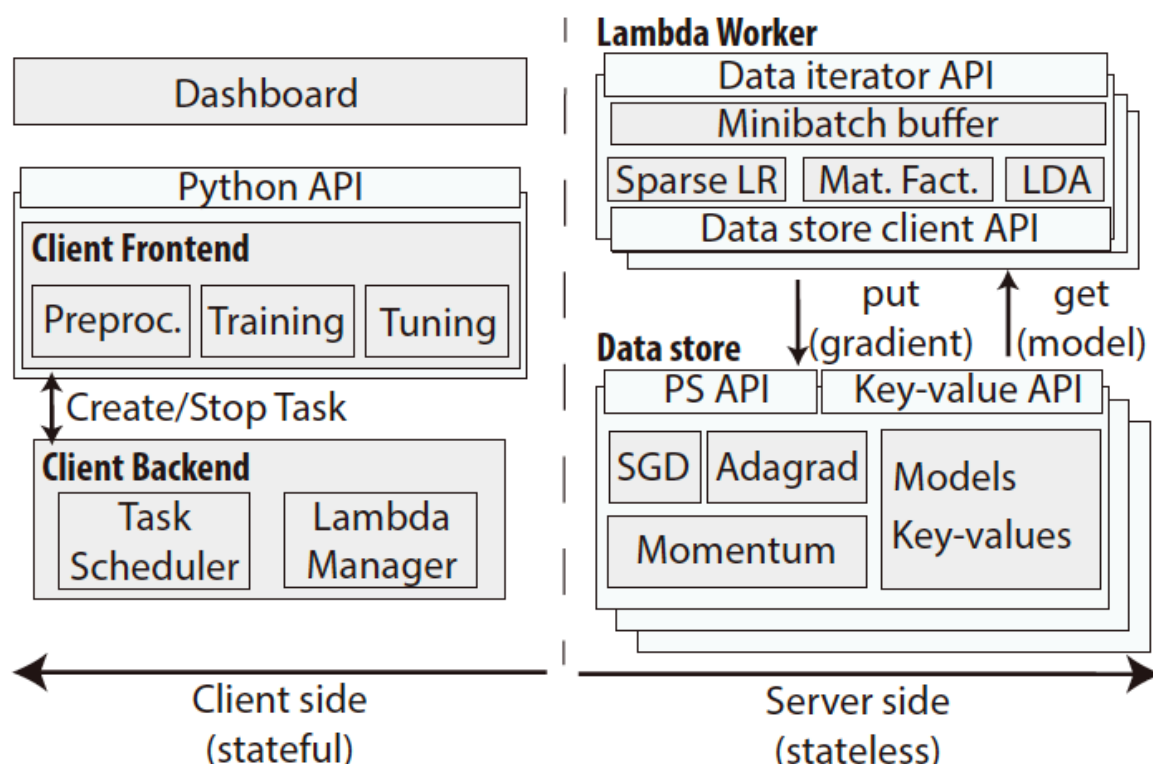 Dashboard
Python API
Client Frontend
Preproc.
Training
Tuning
Create/Stop Task
Client Backend
Task
Scheduler
Lambda
Manager
Client side
(stateful)
Lambda Worker
Data iterator API
Minibatch buffer
Sparse LR
Mat. Fact.
LDA
Data store client API
put
(gradient)
get
(model)
Data store
PS API
Key-value API
SGD
Adagrad
Momentum
Models
Key-values
Server side
(stateless)